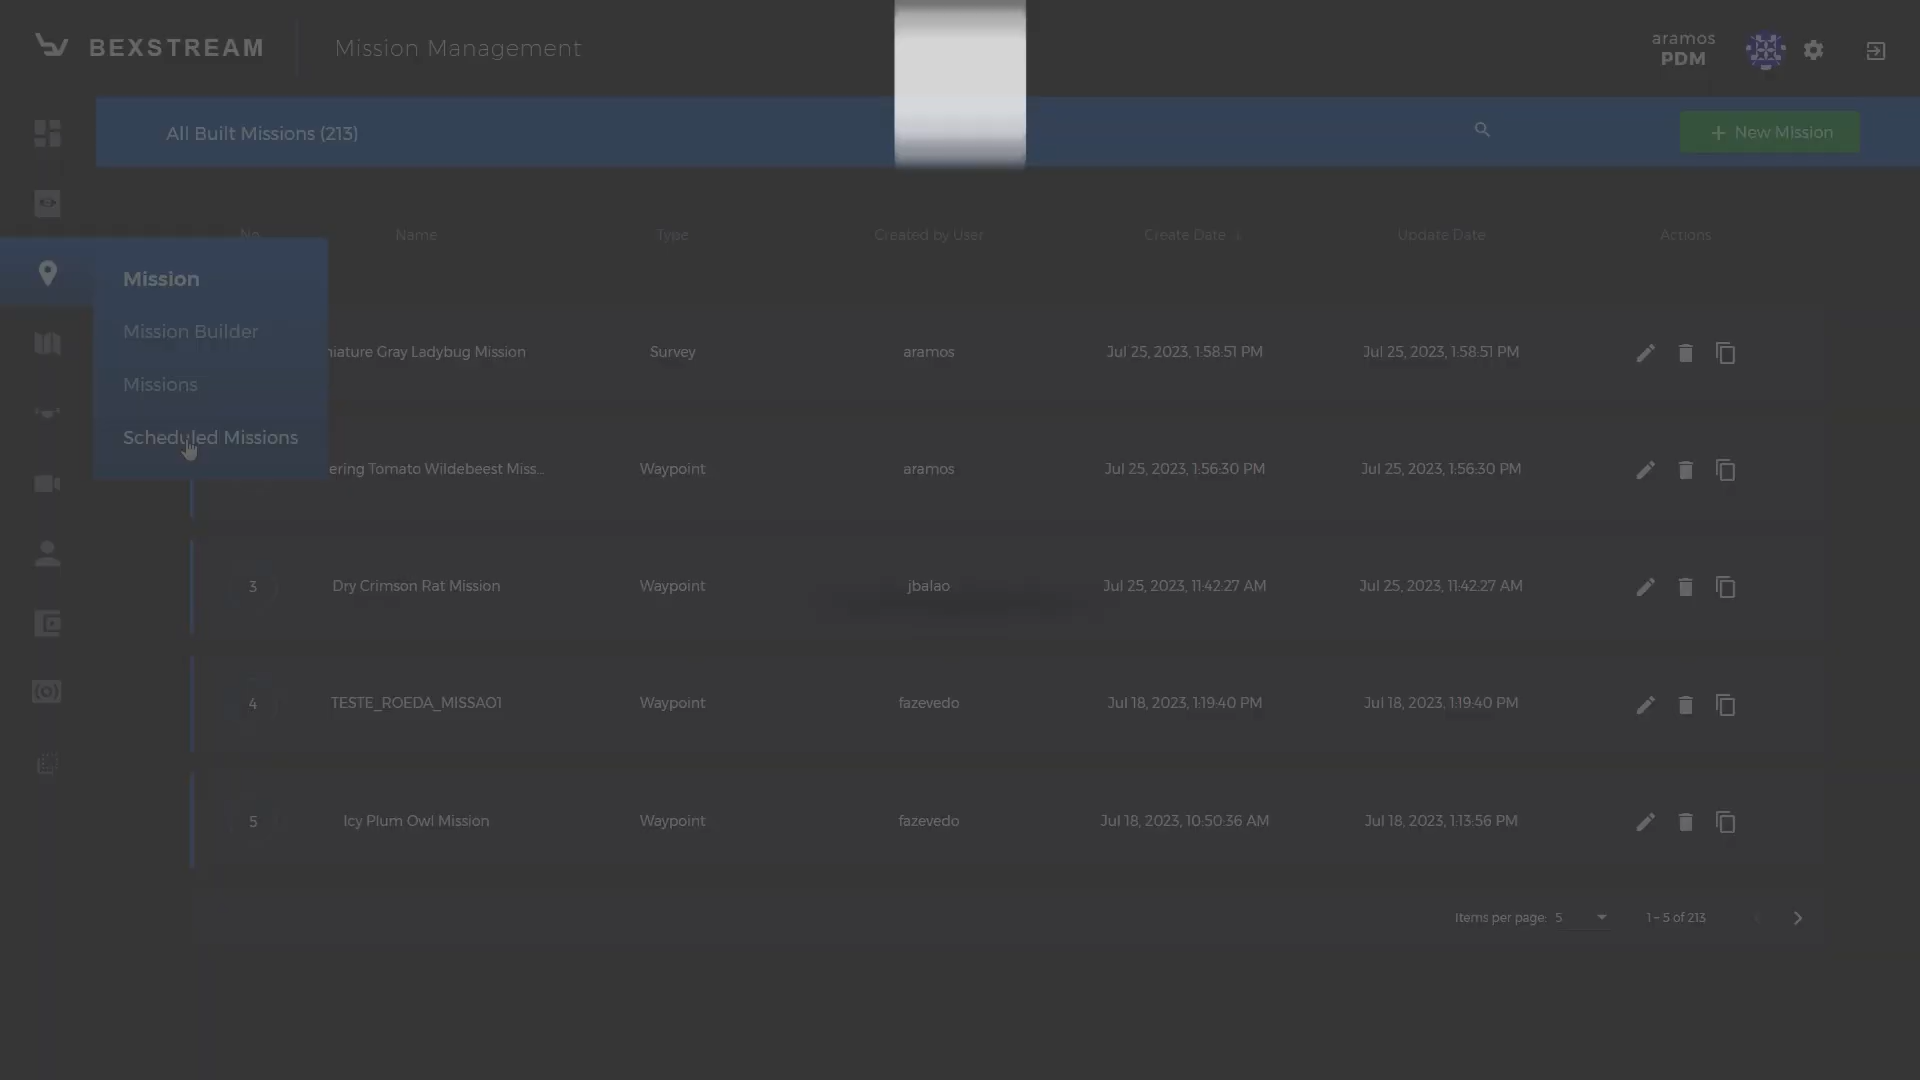 BEXSTREAM
Mission Management
aramos
PDM
All Built Missions (213)
+ New Mission
No.
Name
Type
Created by User
Create Date ↓
Update Date
Actions
Mission
Mission Builder
Missions
Scheduled Missions
niature Gray Ladybug Mission
Survey
aramos
Jul 25, 2023, 1:58:51 PM
Jul 25, 2023, 1:58:51 PM
ering Tomato Wildebeest Miss...
Waypoint
aramos
Jul 25, 2023, 1:56:30 PM
Jul 25, 2023, 1:56:30 PM
3
Dry Crimson Rat Mission
Waypoint
jbalao
Jul 25, 2023, 11:42:27 AM
Jul 25, 2023, 11:42:27 AM
4
TESTE_ROEDA_MISSAO1
Waypoint
fazevedo
Jul 18, 2023, 1:19:40 PM
Jul 18, 2023, 1:19:40 PM
5
Icy Plum Owl Mission
Waypoint
fazevedo
Jul 18, 2023, 10:50:36 AM
Jul 18, 2023, 1:13:56 PM
Items per page: 5
1 – 5 of 213